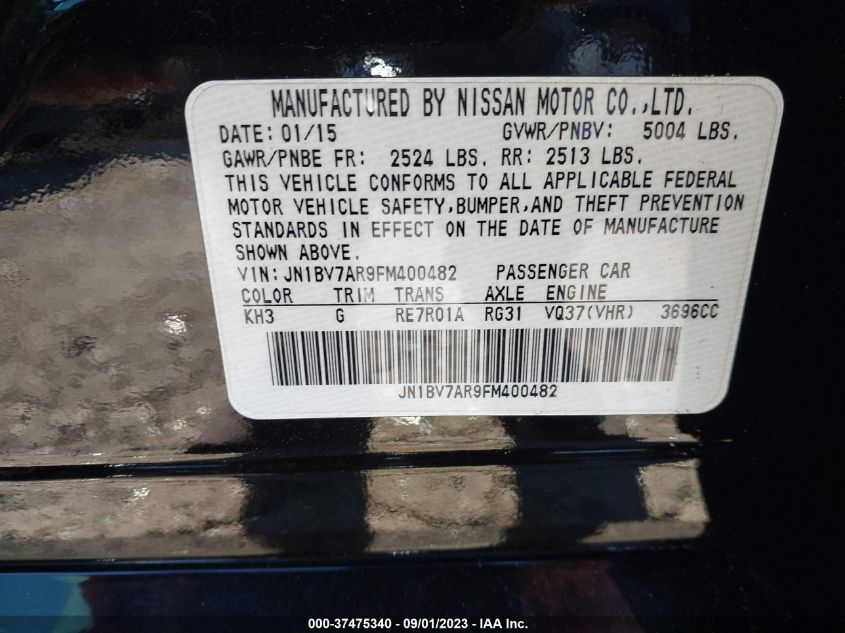 MANUFACTURED BY NISSAN MOTOR CO.,LTD.
DATE: 01/15 GVWR/PNBV: 5004 LBS.
GAWR/PNBE FR: 2524 LBS. RR: 2513 LBS.
THIS VEHICLE CONFORMS TO ALL APPLICABLE FEDERAL
MOTOR VEHICLE SAFETY,BUMPER,AND THEFT PREVENTION
STANDARDS IN EFFECT ON THE DATE OF MANUFACTURE
SHOWN ABOVE.
VIN: JN1BV7AR9FM400482 PASSENGER CAR
COLOR TRIM TRANS AXLE ENGINE
KH3 G RE7R01A RG31 VQ37(VHR) 3696CC
JN1BV7AR9FM400482
000-37475340 - 09/01/2023 - IAA Inc.